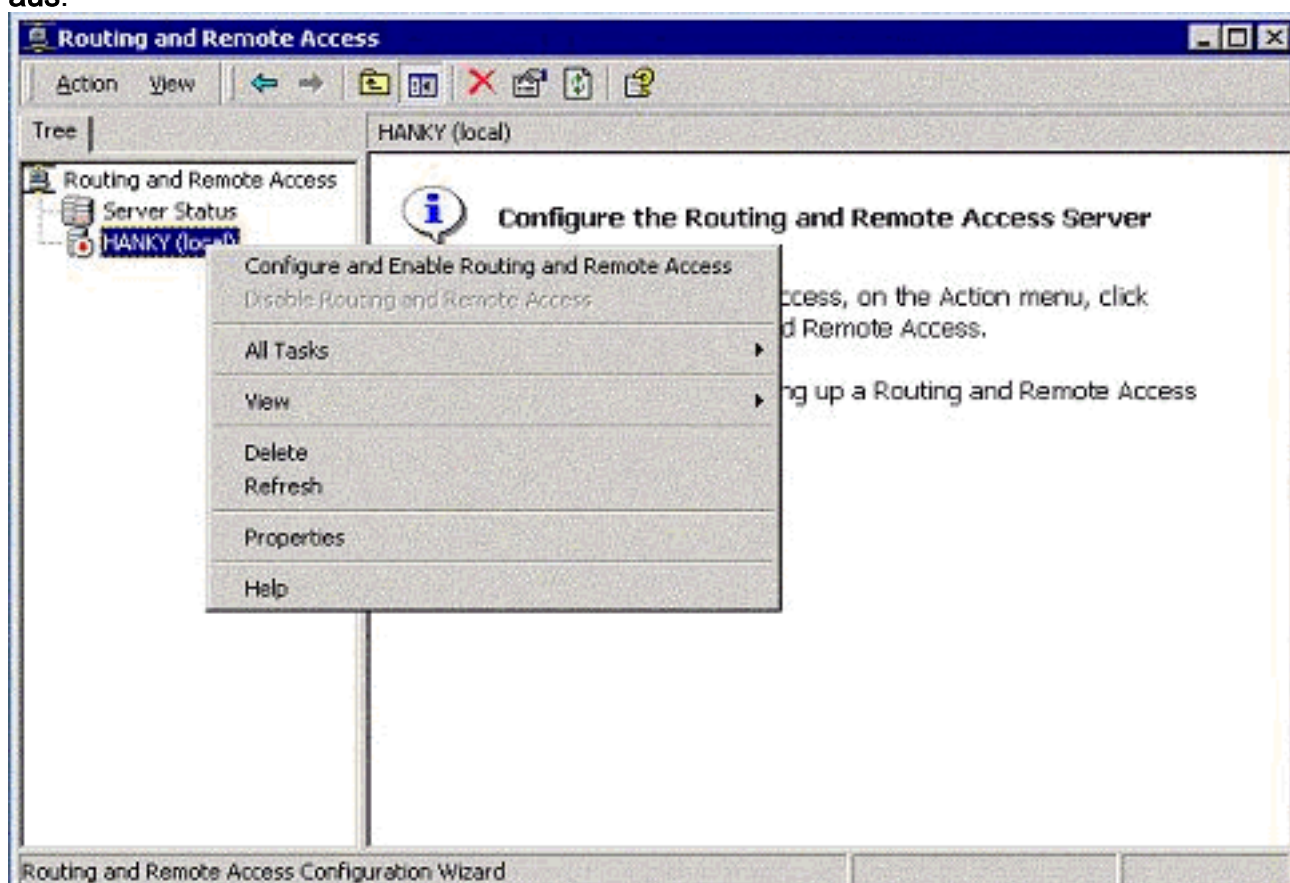 aus.
Routing and Remote Access
Action View
Tree
HANKY (local)
Routing and Remote Access
Server Status
HANKY (local)
Configure the Routing and Remote Access Server
Configure and Enable Routing and Remote Access
Disable Routing and Remote Access
ccess, on the Action menu, click
d Remote Access.
All Tasks
View
ng up a Routing and Remote Access
Delete
Refresh
Properties
Help
Routing and Remote Access Configuration Wizard